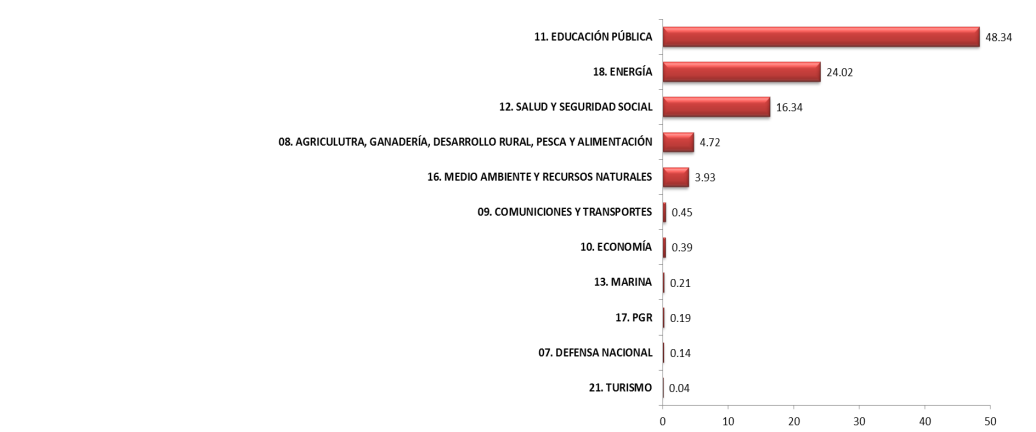 11. EDUCACIÓN PÚBLICA 48.34
18. ENERGÍA 24.02
12. SALUD Y SEGURIDAD SOCIAL 16.34
08. AGRICULUTRA, GANADERÍA, DESARROLLO RURAL, PESCA Y ALIMENTACIÓN 4.72
16. MEDIO AMBIENTE Y RECURSOS NATURALES 3.93
09. COMUNICIONES Y TRANSPORTES 0.45
10. ECONOMÍA 0.39
13. MARINA 0.21
17. PGR 0.19
07. DEFENSA NACIONAL 0.14
21. TURISMO 0.04
0 10 20 30 40 50